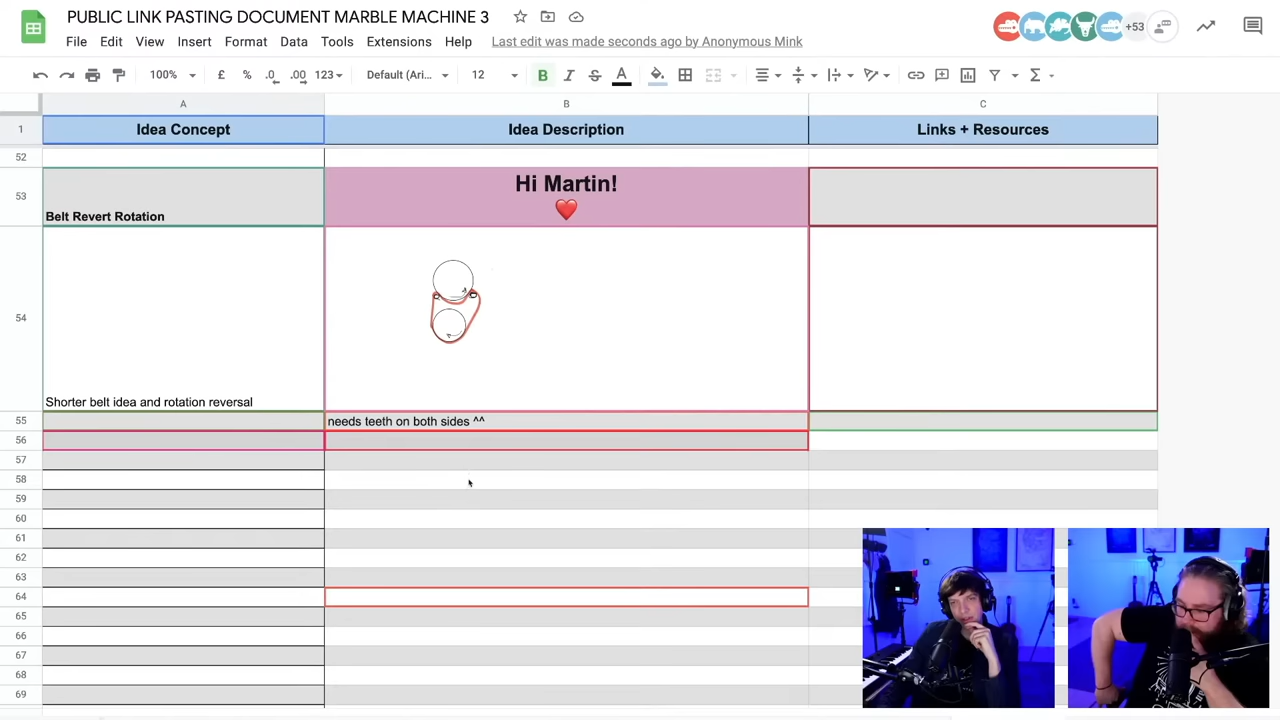 PUBLIC LINK PASTING DOCUMENT MARBLE MACHINE 3
File Edit View Insert Format Data Tools Extensions Help Last edit was made seconds ago by Anonymous Mink
+53
100% £ % .0 .00 123 Default (Ari... 12 B I S A
A B C
1 Idea Concept Idea Description Links + Resources
52
53 Belt Revert Rotation Hi Martin!
❤️
54 Shorter belt idea and rotation reversal
55 needs teeth on both sides ^^
56
57
58
59
60
61
62
63
64
65
66
67
68
69